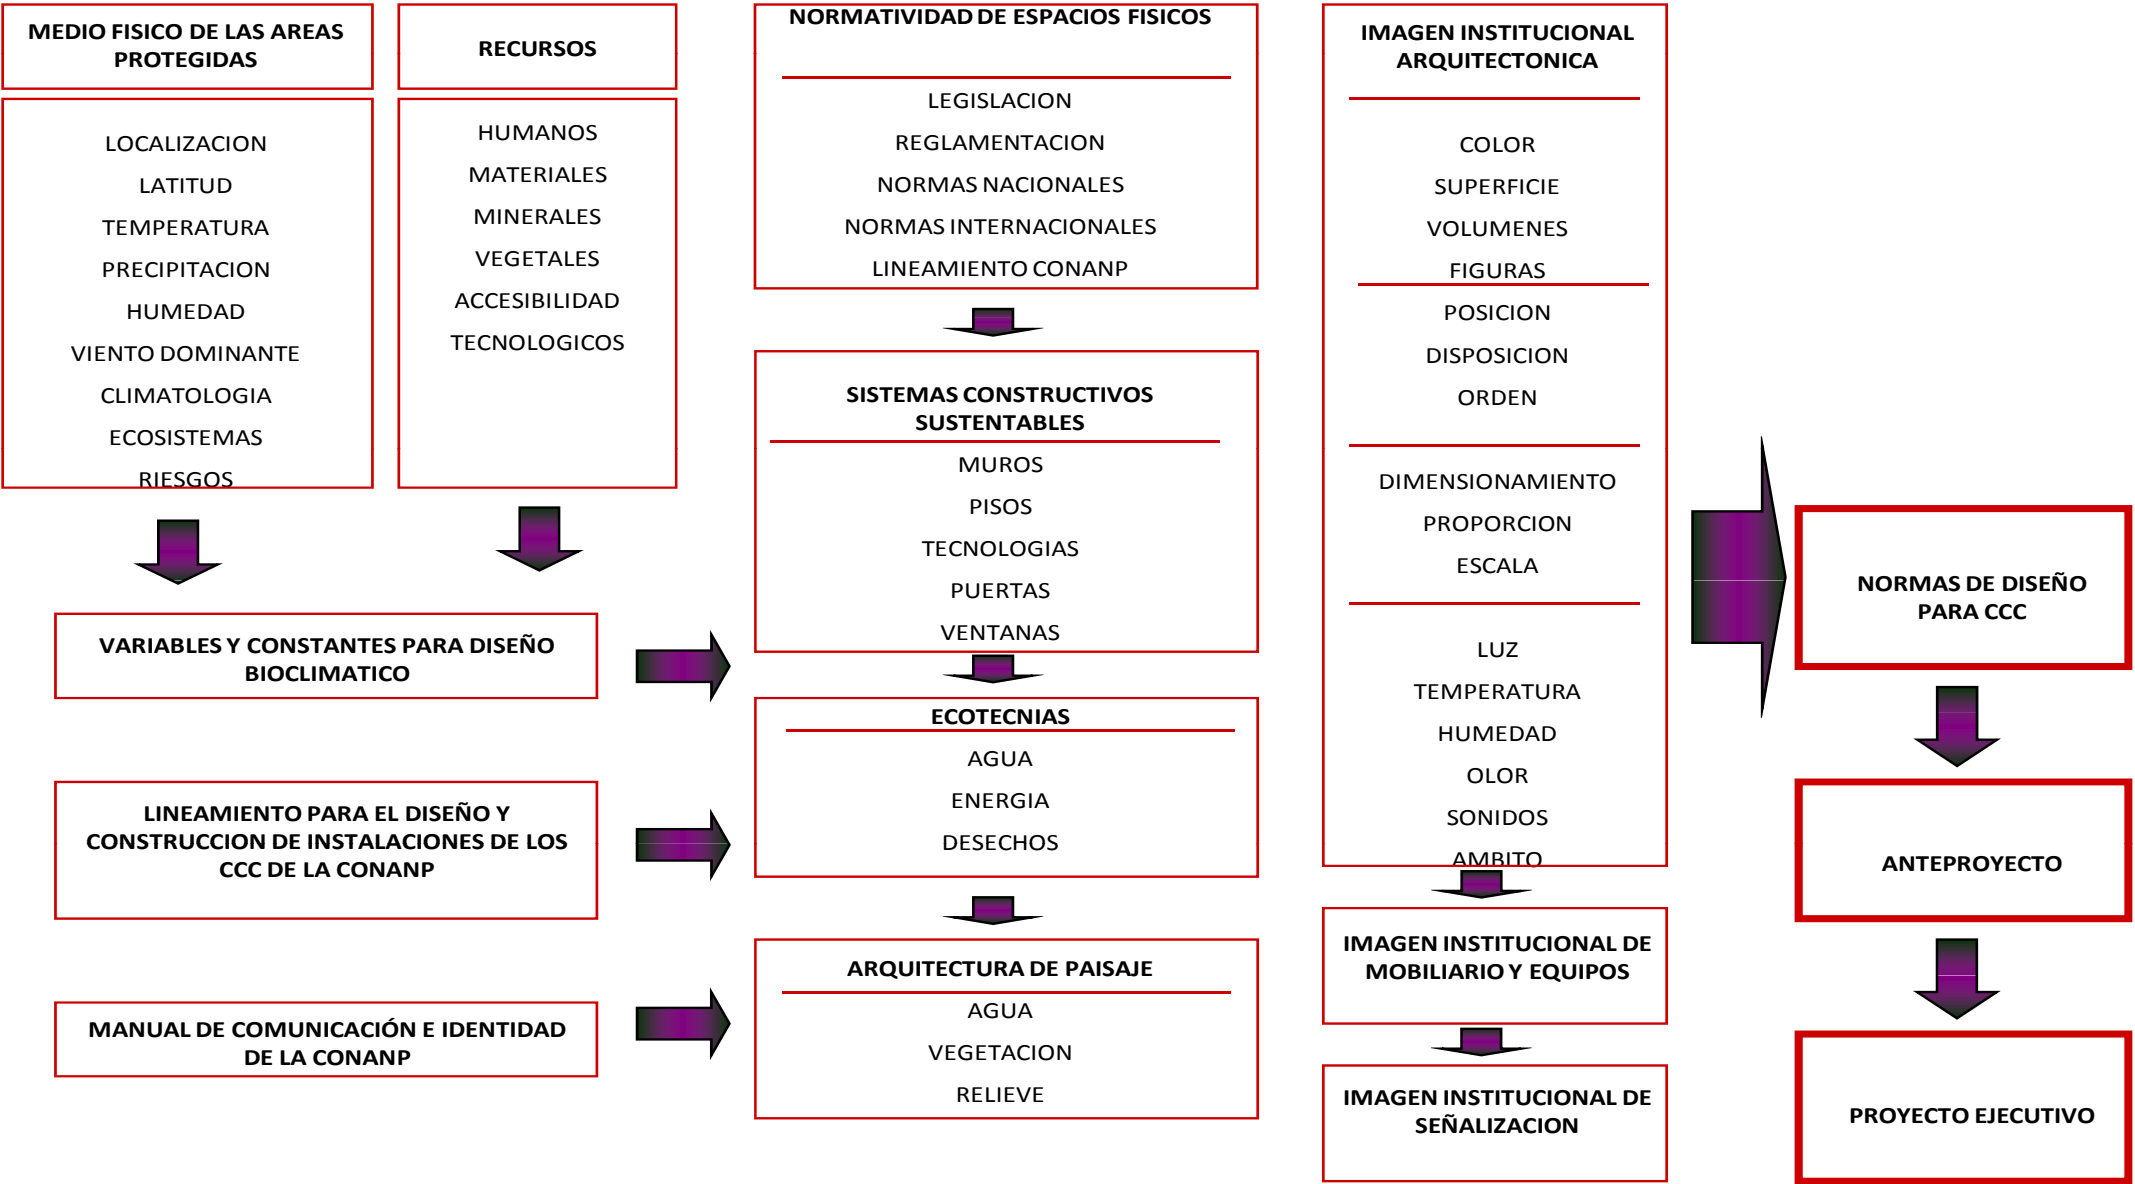 MEDIO FISICO DE LAS AREAS
PROTEGIDAS
LOCALIZACION
LATITUD
TEMPERATURA
PRECIPITACION
HUMEDAD
VIENTO DOMINANTE
CLIMATOLOGIA
ECOSISTEMAS
RIESGOS
RECURSOS
HUMANOS
MATERIALES
MINERALES
VEGETALES
ACCESIBILIDAD
TECNOLOGICOS
VARIABLES Y CONSTANTES PARA DISEÑO
BIOCLIMATICO
LINEAMIENTO PARA EL DISEÑO Y
CONSTRUCCION DE INSTALACIONES DE LOS
CCC DE LA CONANP
MANUAL DE COMUNICACIÓN E IDENTIDAD
DE LA CONANP
NORMATIVIDAD DE ESPACIOS FISICOS
LEGISLACION
REGLAMENTACION
NORMAS NACIONALES
NORMAS INTERNACIONALES
LINEAMIENTO CONANP
SISTEMAS CONSTRUCTIVOS
SUSTENTABLES
MUROS
PISOS
TECNOLOGIAS
PUERTAS
VENTANAS
ECOTECNIAS
AGUA
ENERGIA
DESECHOS
ARQUITECTURA DE PAISAJE
AGUA
VEGETACION
RELIEVE
IMAGEN INSTITUCIONAL
ARQUITECTONICA
COLOR
SUPERFICIE
VOLUMENES
FIGURAS
POSICION
DISPOSICION
ORDEN
DIMENSIONAMIENTO
PROPORCION
ESCALA
LUZ
TEMPERATURA
HUMEDAD
OLOR
SONIDOS
AMBITO
IMAGEN INSTITUCIONAL DE
MOBILIARIO Y EQUIPOS
IMAGEN INSTITUCIONAL DE
SEÑALIZACION
NORMAS DE DISEÑO
PARA CCC
ANTEPROYECTO
PROYECTO EJECUTIVO